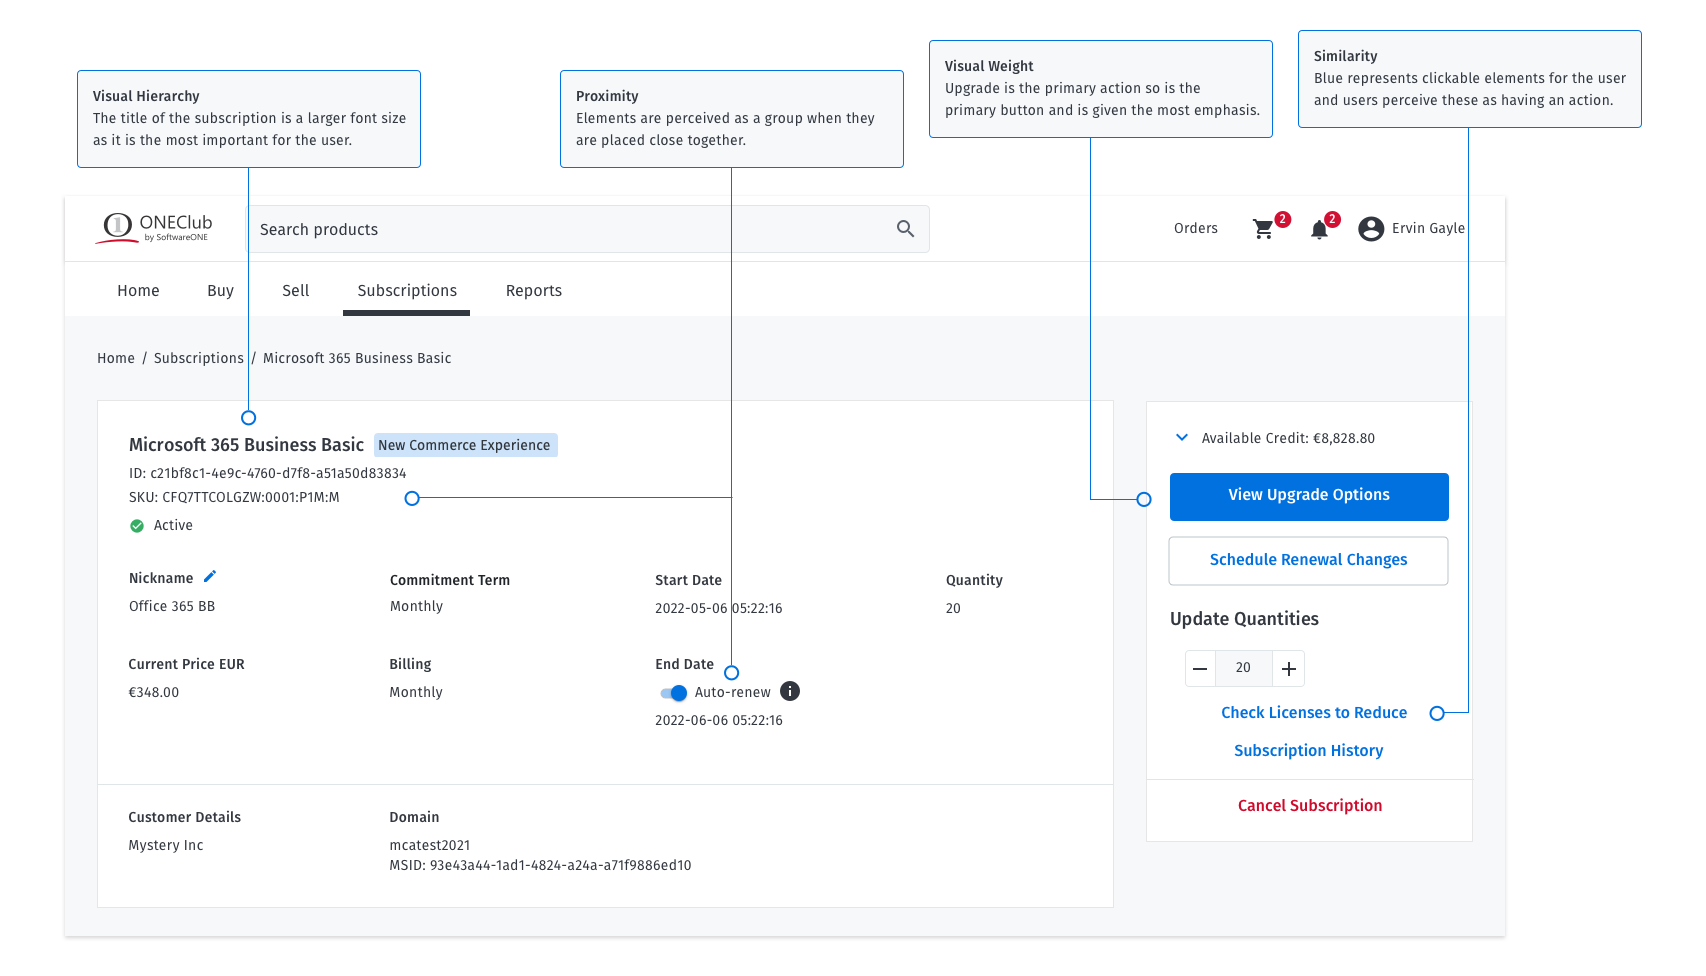 Visual Hierarchy
The title of the subscription is a larger font size
as it is the most important for the user.
Proximity
Elements are perceived as a group when they
are placed close together.
Visual Weight
Upgrade is the primary action so is the
primary button and is given the most emphasis.
Similarity
Blue represents clickable elements for the user
and users perceive these as having an action.
1 ONEClub
by SoftwareONE
Search products
Orders
2
2
Ervin Gayle
Home
Buy
Sell
Subscriptions
Reports
Home / Subscriptions / Microsoft 365 Business Basic
Microsoft 365 Business Basic
New Commerce Experience
ID: c21bf8c1-4e9c-4760-d7f8-a51a50d83834
SKU: CFQ7TTCOLGZW:0001:P1M:M
Active
Nickname
Office 365 BB
Commitment Term
Monthly
Start Date
2022-05-06 05:22:16
Quantity
20
Current Price EUR
€348.00
Billing
Monthly
End Date
Auto-renew
2022-06-06 05:22:16
Customer Details
Mystery Inc
Domain
mcatest2021
MSID: 93e43a44-1ad1-4824-a24a-a71f9886ed10
Available Credit: €8,828.80
View Upgrade Options
Schedule Renewal Changes
Update Quantities
20
Check Licenses to Reduce
Subscription History
Cancel Subscription